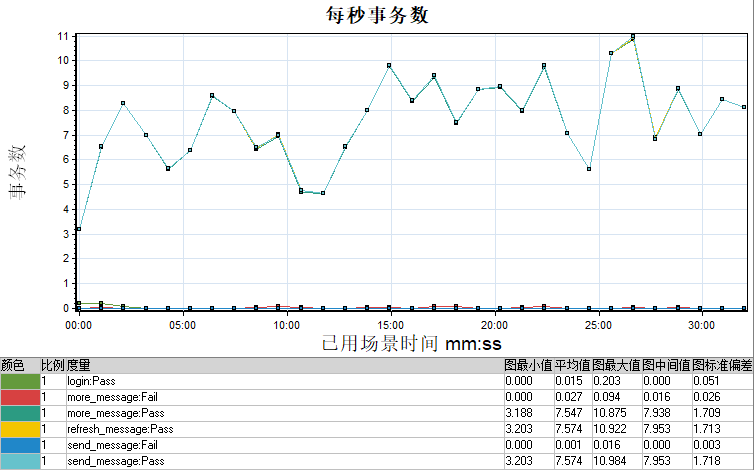 每秒事务数
11
10
9
8
7
6
5
4
3
2
1
0
事务数
00:00 05:00 10:00 15:00 20:00 25:00 30:00
已用场景时间 mm:ss
颜色 比例 度量 图最小值 平均值 图最大值 图中间值 图标准偏差
1 login:Pass 0.000 0.015 0.203 0.000 0.051
1 more_message:Fail 0.000 0.027 0.094 0.016 0.026
1 more_message:Pass 3.188 7.547 10.875 7.938 1.709
1 refresh_message:Pass 3.203 7.574 10.922 7.953 1.713
1 send_message:Fail 0.000 0.001 0.016 0.000 0.003
1 send_message:Pass 3.203 7.574 10.984 7.953 1.718